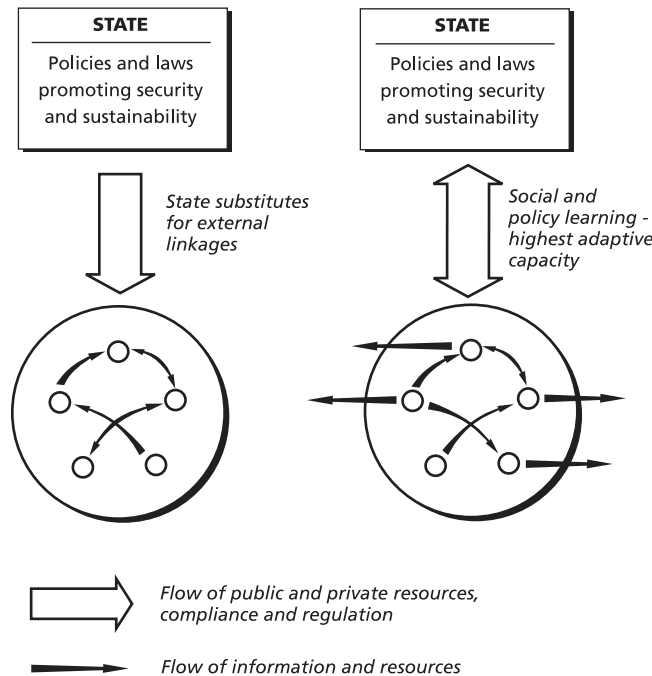 STATE
Policies and laws
promoting security
and sustainability
State substitutes
for external
linkages
STATE
Policies and laws
promoting security
and sustainability
Social and
policy learning -
highest adaptive
capacity
Flow of public and private resources,
compliance and regulation
Flow of information and resources